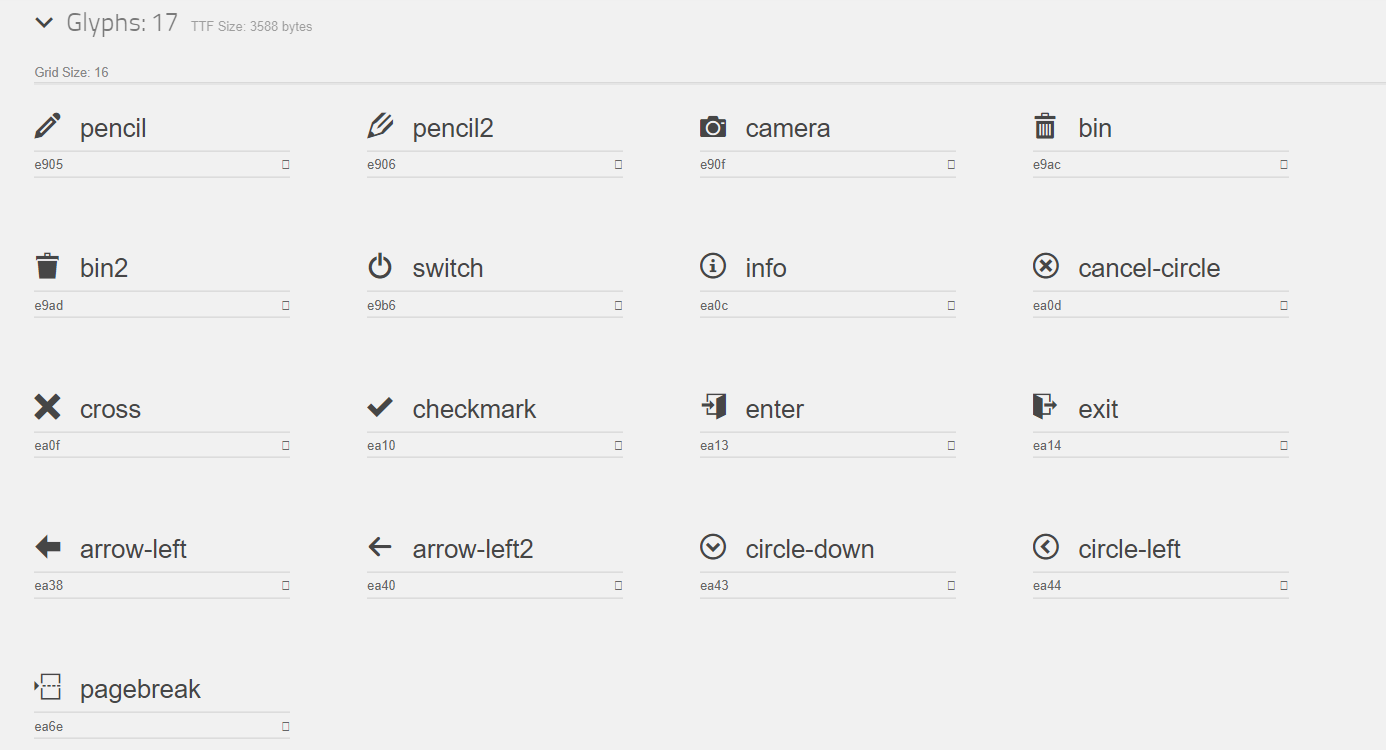 Glyphs: 17 TTF Size: 3588 bytes
Grid Size: 16
pencil pencil2 camera bin
e905 e906 e90f e9ac
bin2 switch info cancel-circle
e9ad e9b6 ea0c ea0d
cross checkmark enter exit
ea0f ea10 ea13 ea14
arrow-left arrow-left2 circle-down circle-left
ea38 ea40 ea43 ea44
pagebreak
ea6e